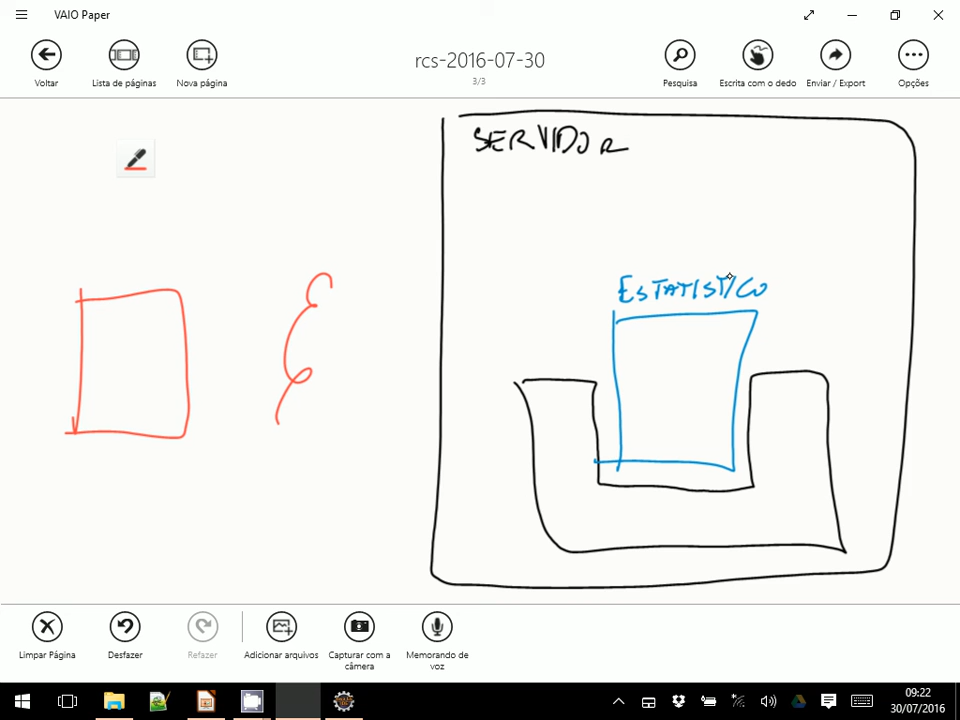 VAIO Paper
Voltar
Lista de páginas
Nova página
rcs-2016-07-30
3/3
Pesquisa
Escrita com o dedo
Enviar / Export
Opções
SERVIDOR
ESTATISTICO
Limpar Página
Desfazer
Refazer
Adicionar arquivos
Capturar com a
câmera
Memorando de
voz
09:22
30/07/2016